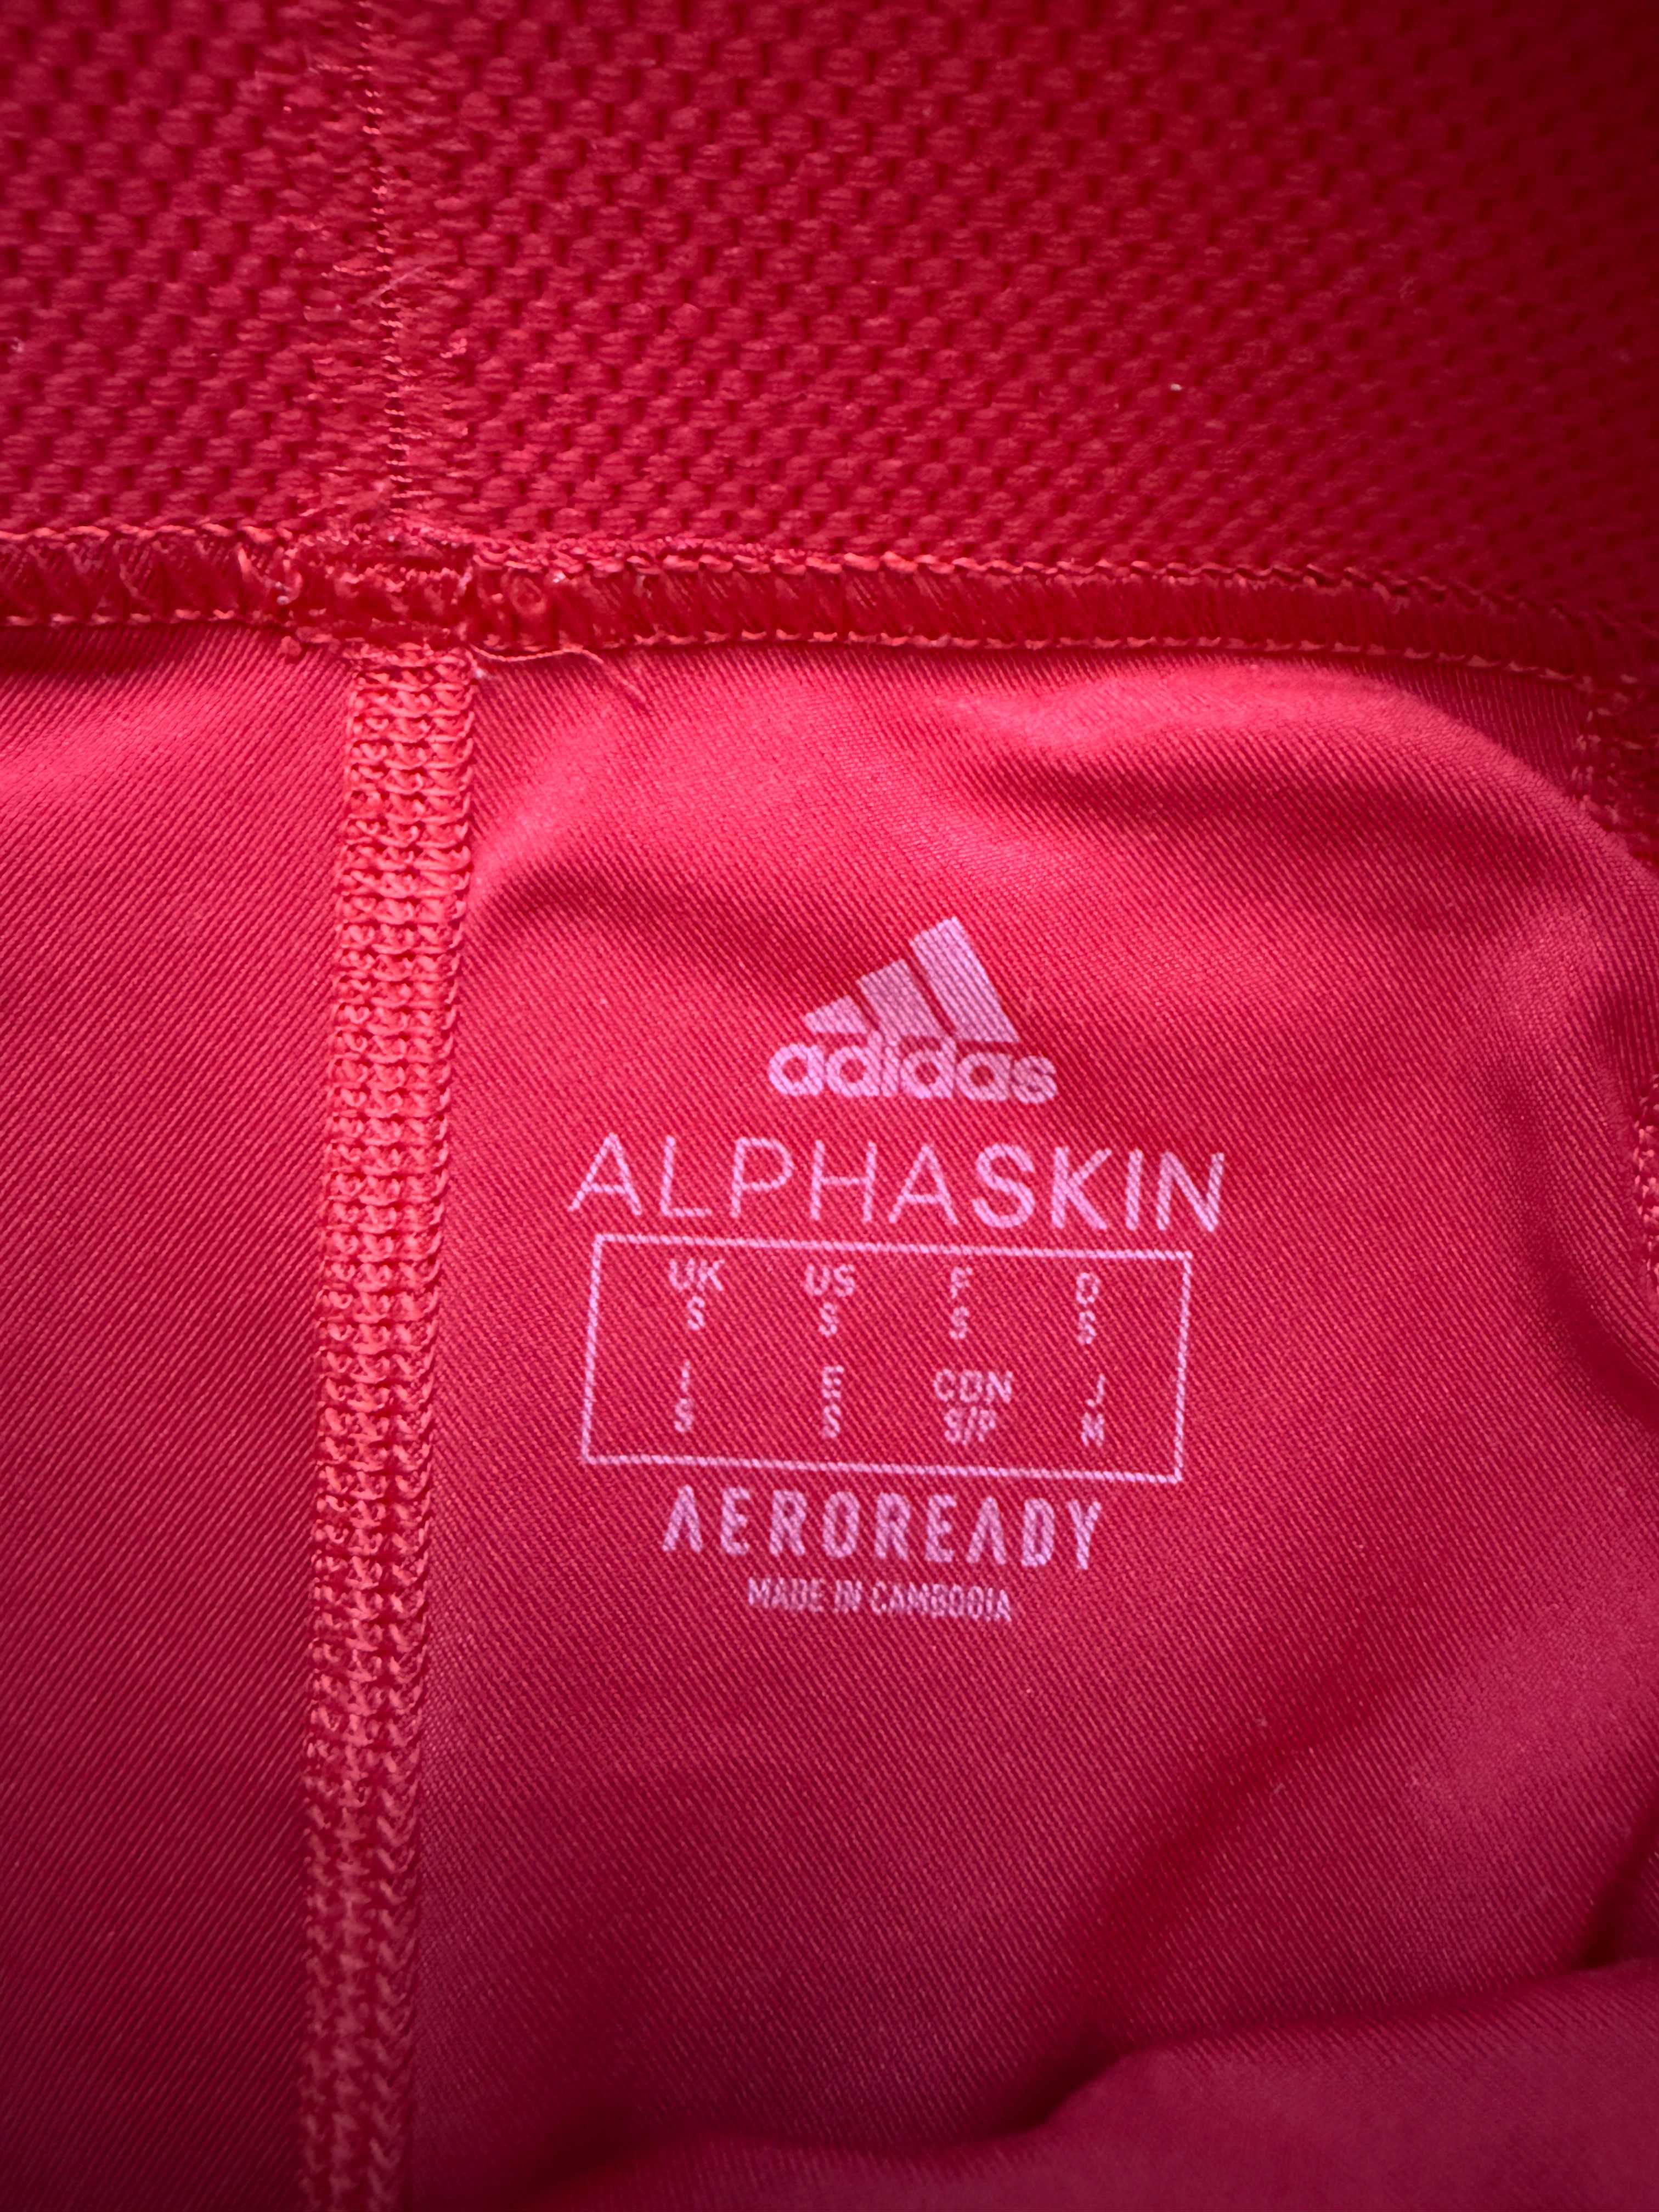 adidas
ALPHASKIN
UK US F D
S S S S
I E CDN J
S S S/P M
AEROREADY
MADE IN CAMBODIA